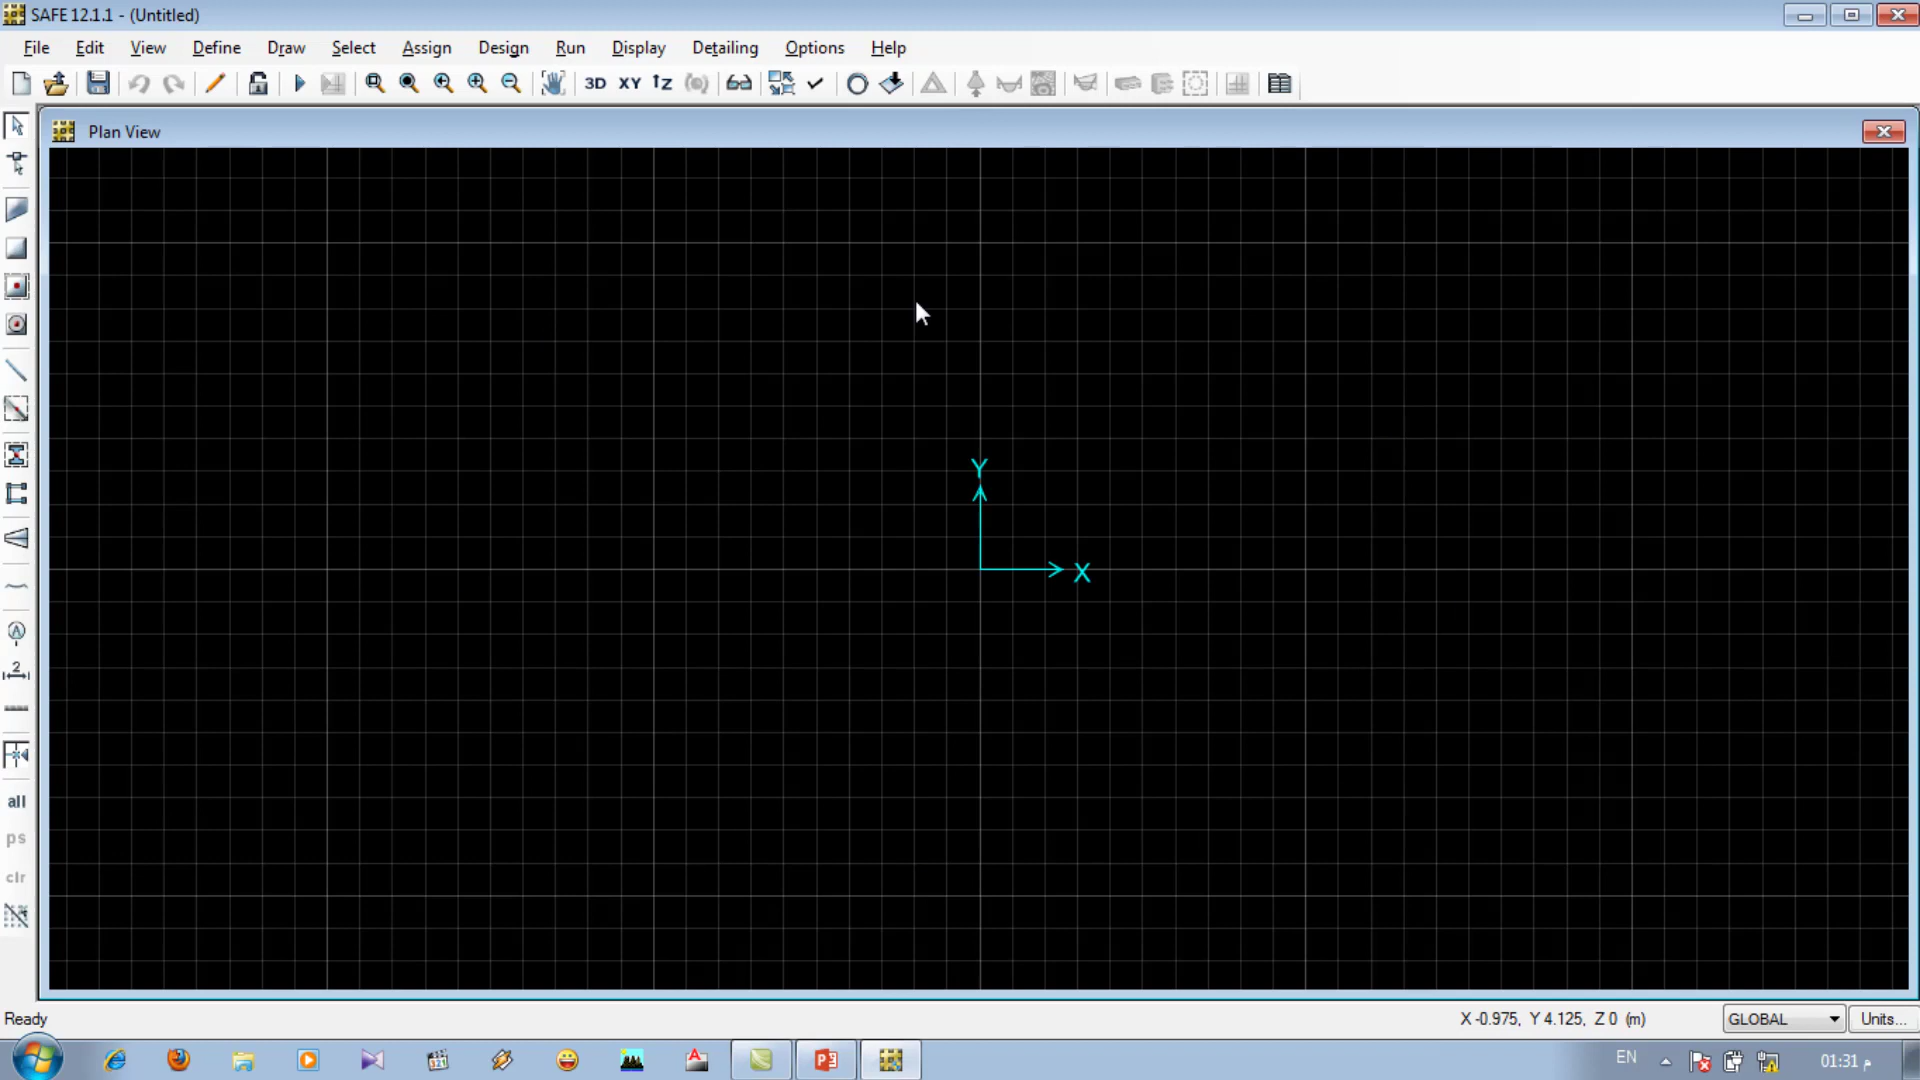 SAFE 12.1.1 - (Untitled)
File Edit View Define Draw Select Assign Design Run Display Detailing Options Help
3D XY
Plan View
Y
X
2
all
ps
clr
Ready
X -0.975, Y 4.125, Z 0 (m)
GLOBAL
Units...
EN
01:31 م